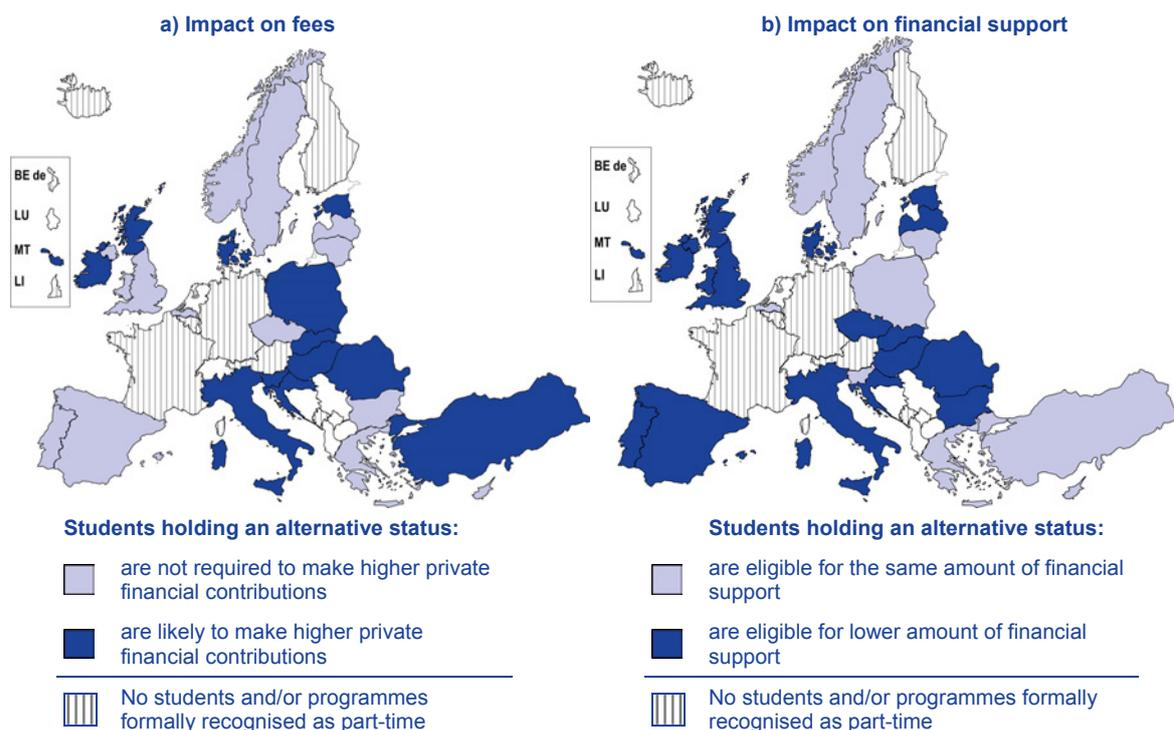 a) Impact on fees
b) Impact on financial support
BE de
LU
MT
LI
BE de
LU
MT
LI
Students holding an alternative status:
are not required to make higher private
financial contributions
are likely to make higher private
financial contributions
No students and/or programmes
formally recognised as part-time
Students holding an alternative status:
are eligible for the same amount of financial
support
are eligible for lower amount of financial
support
No students and/or programmes formally
recognised as part-time